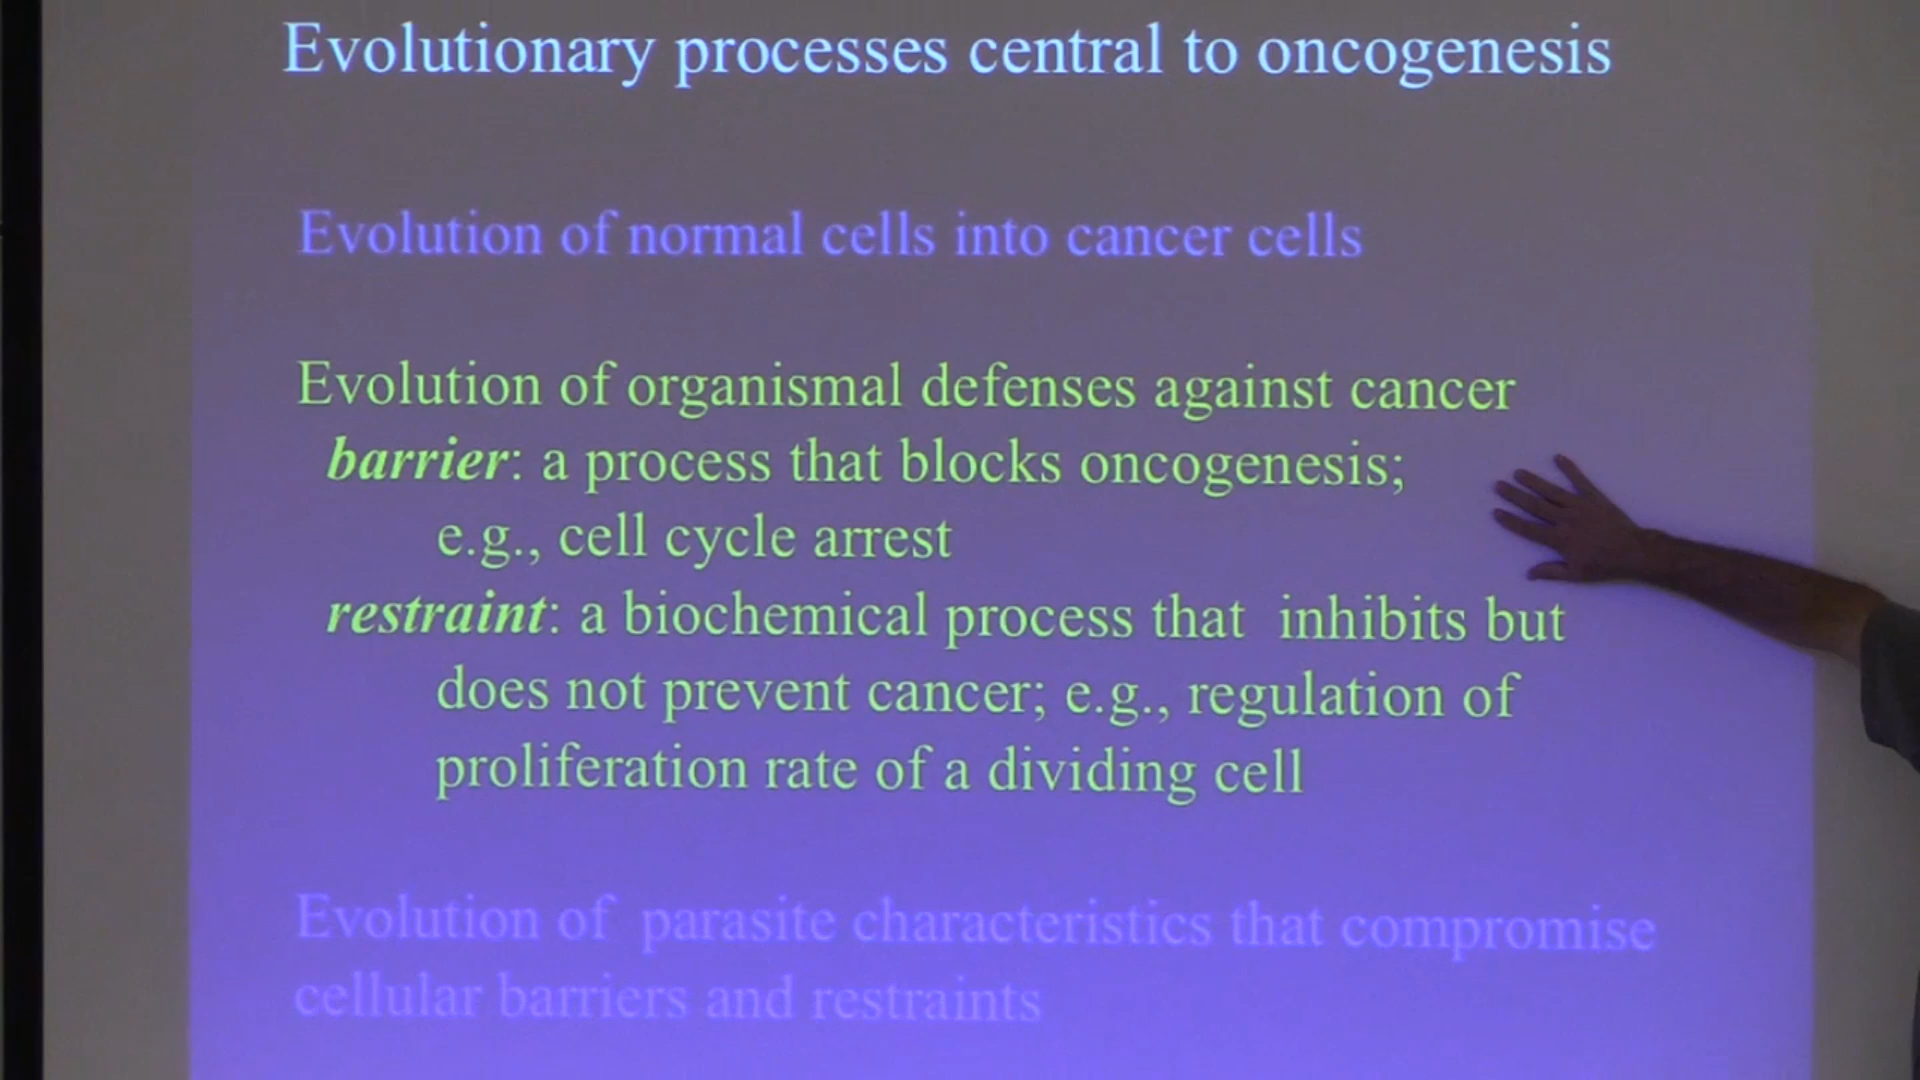 Evolutionary processes central to oncogenesis
Evolution of normal cells into cancer cells
Evolution of organismal defenses against cancer
barrier: a process that blocks oncogenesis;
e.g., cell cycle arrest
restraint: a biochemical process that inhibits but
does not prevent cancer; e.g., regulation of
proliferation rate of a dividing cell
Evolution of parasite characteristics that compromise
cellular barriers and restraints